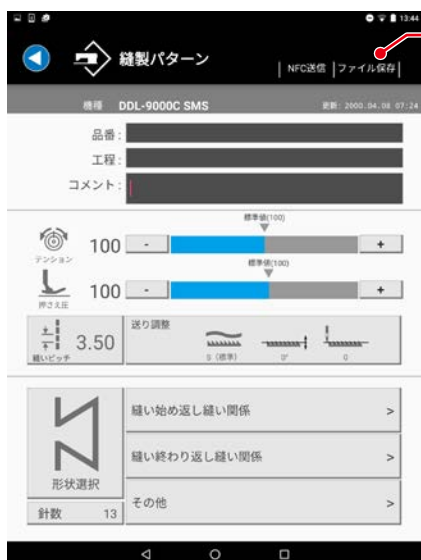 13:44
縫製パターン
NFC送信 ファイル保存
機種 DDL-9000C SMS 更新: 2000.04.08 07:24
品番:
工程:
コメント:
標準値(100)
テンション 100 - +
標準値(100)
押さえ圧 100 - +
縫いピッチ 3.50
送り調整
S (標準) 0° 0
形状選択
針数 13
縫い始め返し縫い関係 >
縫い終わり返し縫い関係 >
その他 >